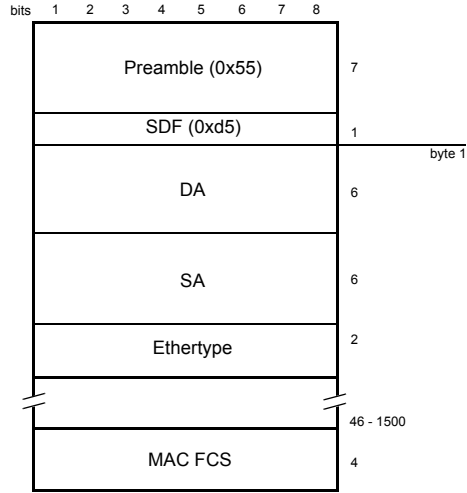 bits 1 2 3 4 5 6 7 8
Preamble (0x55) 7
SDF (0xd5) 1
byte 1
DA 6
SA 6
Ethertype 2
46 - 1500
MAC FCS 4